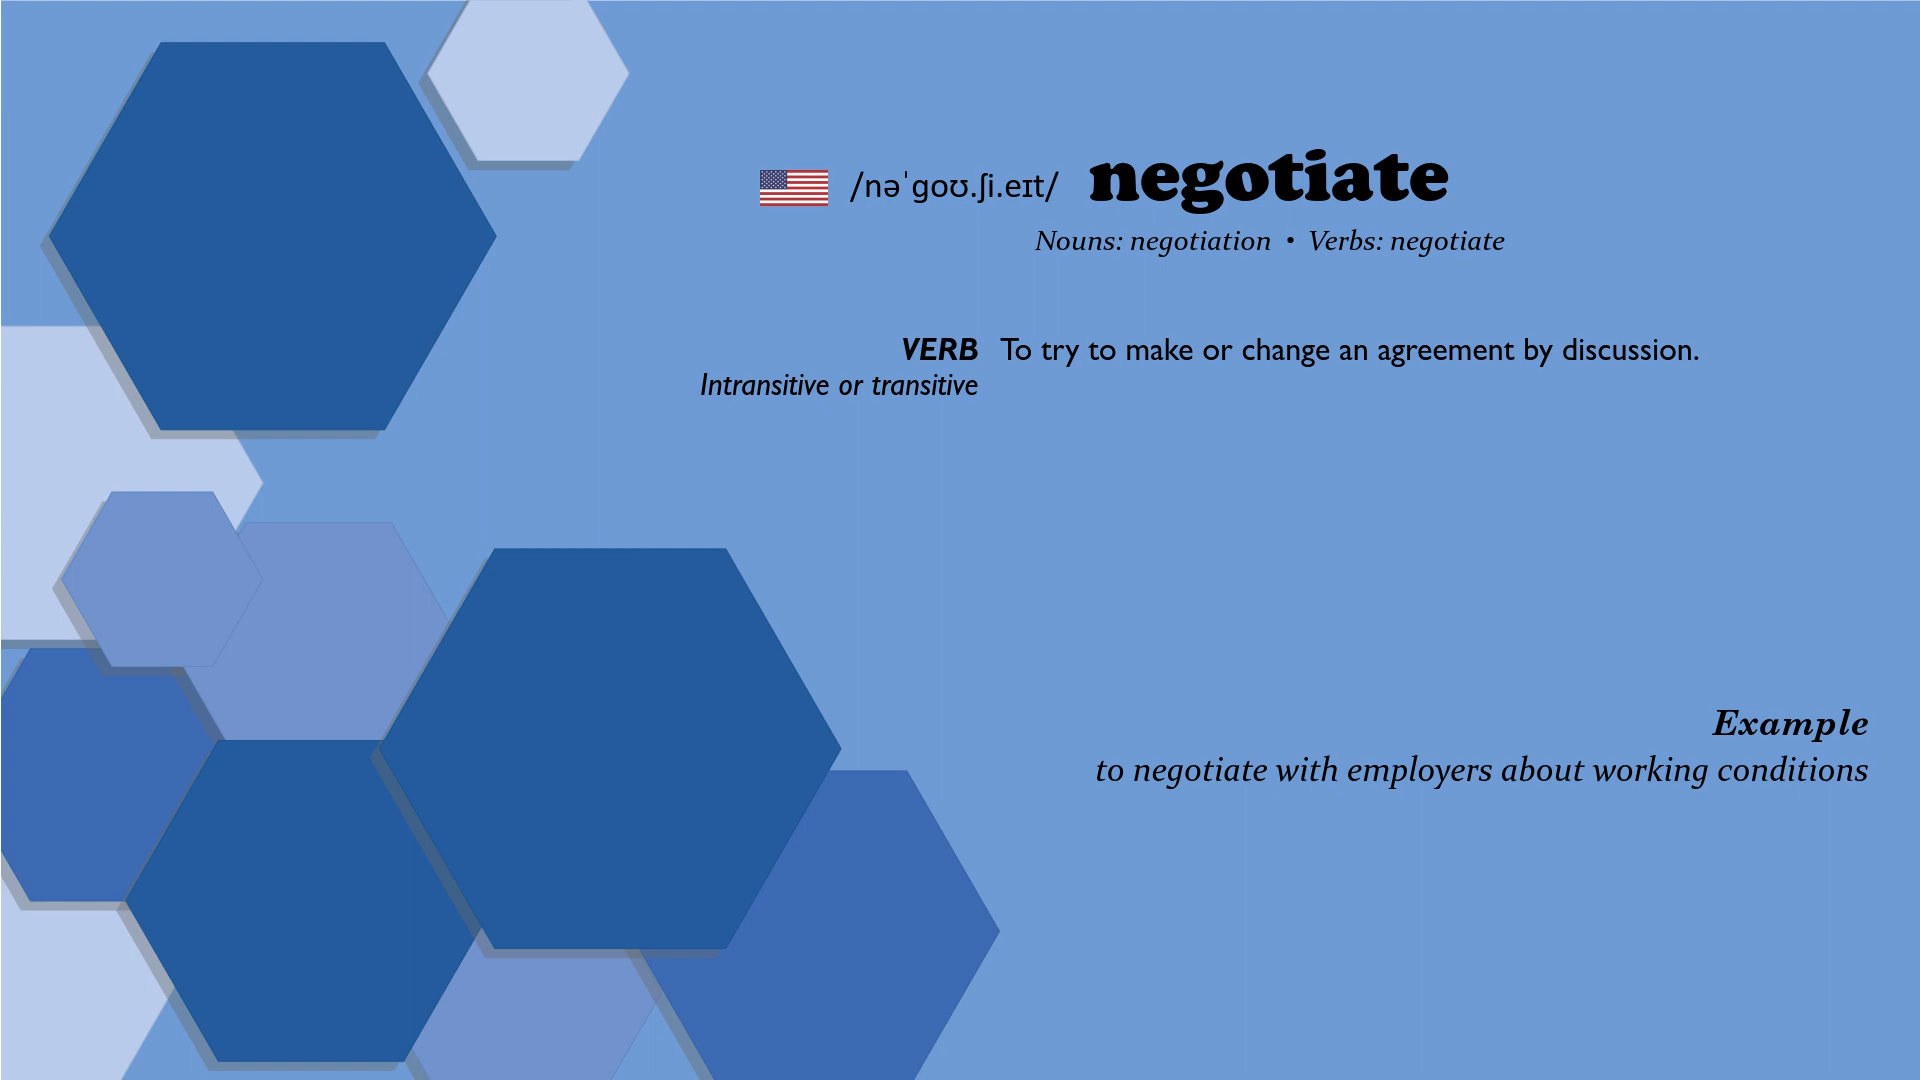 /nəˈɡoʊ.ʃi.eɪt/ negotiate
Nouns: negotiation • Verbs: negotiate
VERB To try to make or change an agreement by discussion.
Intransitive or transitive
Example
to negotiate with employers about working conditions